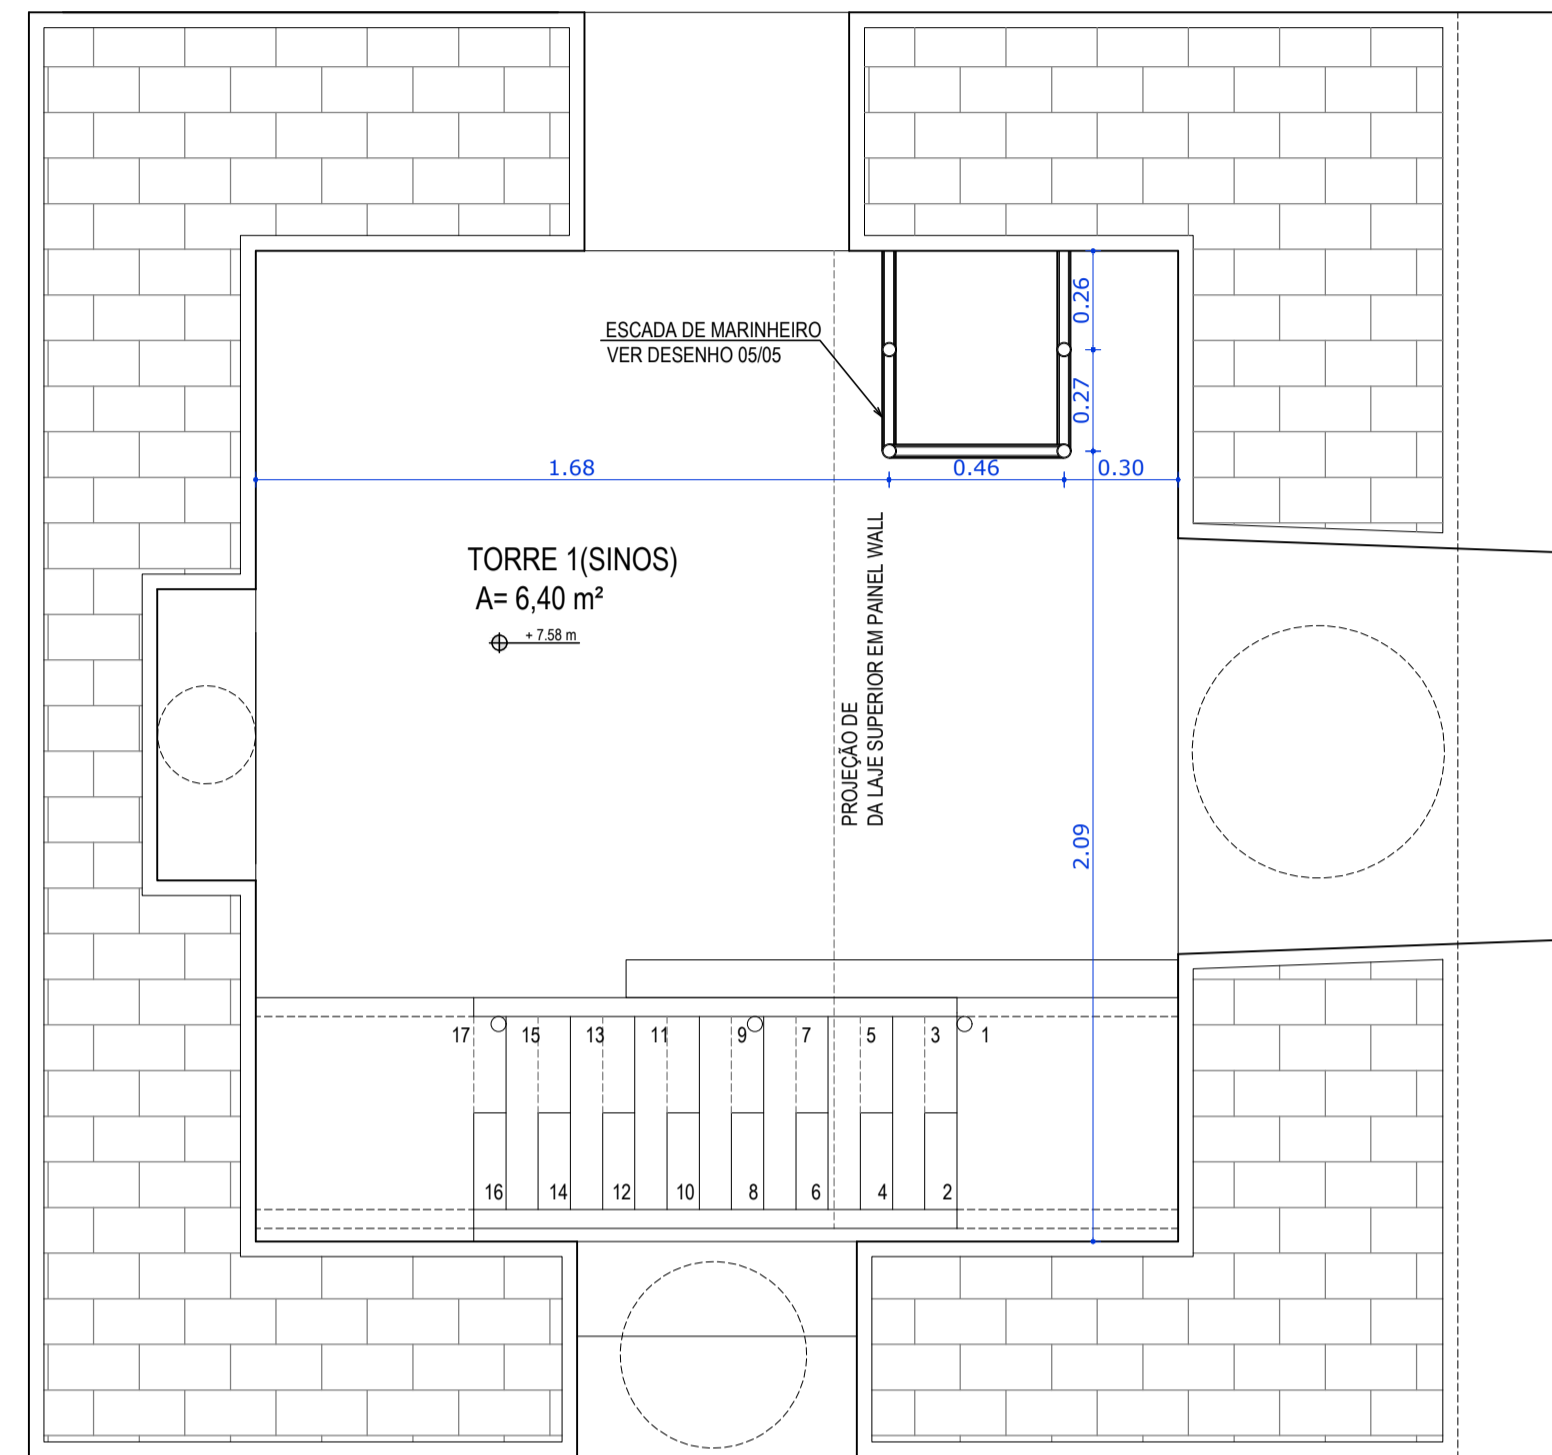 0.26
ESCADA DE MARINHEIRO
VER DESENHO 05/05
0.27
1.68
0.46
0.30
TORRE 1(SINOS)
A= 6,40 m²
+ 7.58 m
PROJEÇÃO DE
DA LAJE SUPERIOR EM PAINEL WALL
2.09
17 15 13 11 9 7 5 3 1
16 14 12 10 8 6 4 2